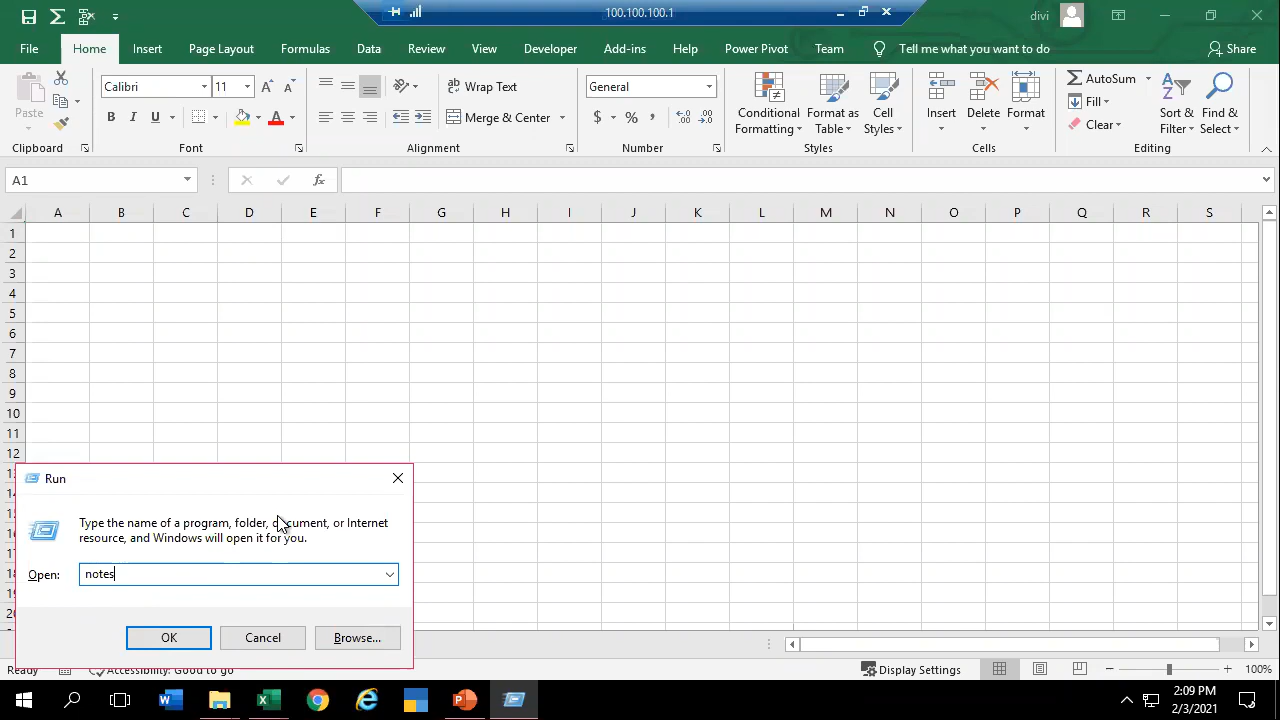 100.100.100.1
divi
File Home Insert Page Layout Formulas Data Review View Developer Add-ins Help Power Pivot Team Tell me what you want to do Share
Paste
Calibri 11
B I U
Wrap Text
Merge & Center
General
$ % ,
Conditional Formatting
Format as Table
Cell Styles
Insert
Delete
Format
AutoSum
Fill
Clear
Sort & Filter
Find & Select
Clipboard Font Alignment Number Styles Cells Editing
A1 fx
A B C D E F G H I J K L M N O P Q R S
1
2
3
4
5
6
7
8
9
10
11
12
Run
Type the name of a program, folder, document, or Internet
resource, and Windows will open it for you.
Open: notes
OK Cancel Browse...
Ready Accessibility: Good to go Display Settings 100%
2:09 PM
2/3/2021